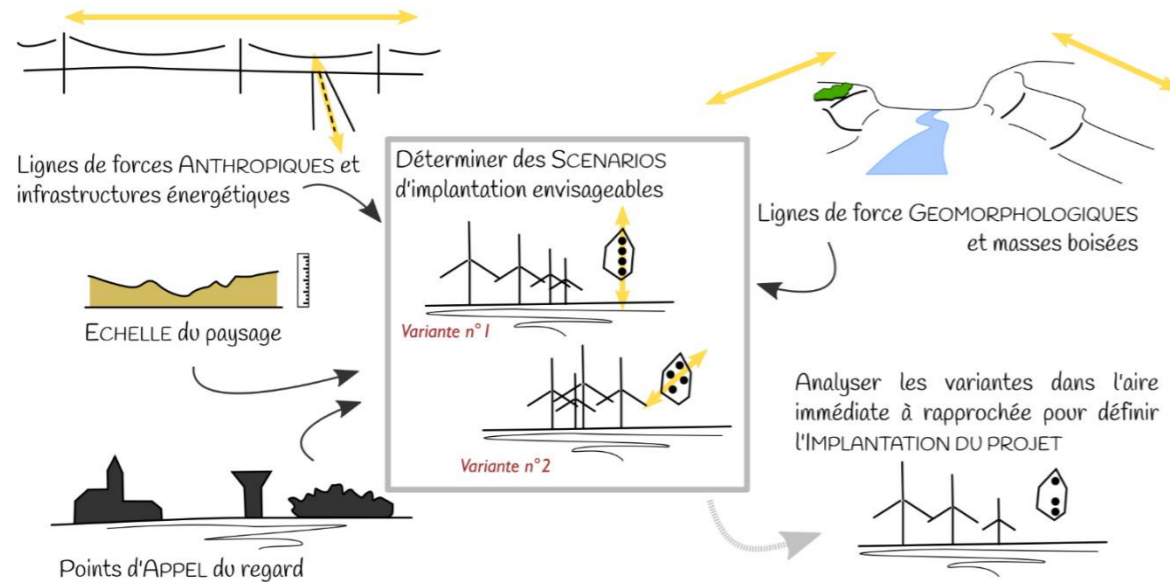 Lignes de forces ANTHROPIQUES et
infrastructures énergétiques
ECHELLE du paysage
Points d'APPEL du regard
Déterminer des SCENARIOS
d'implantation envisageables
Variante n°1
Variante n°2
Lignes de force GEOMORPHOLOGIQUES
et masses boisées
Analyser les variantes dans l'aire
immédiate à rapprochée pour définir
l'IMPLANTATION DU PROJET